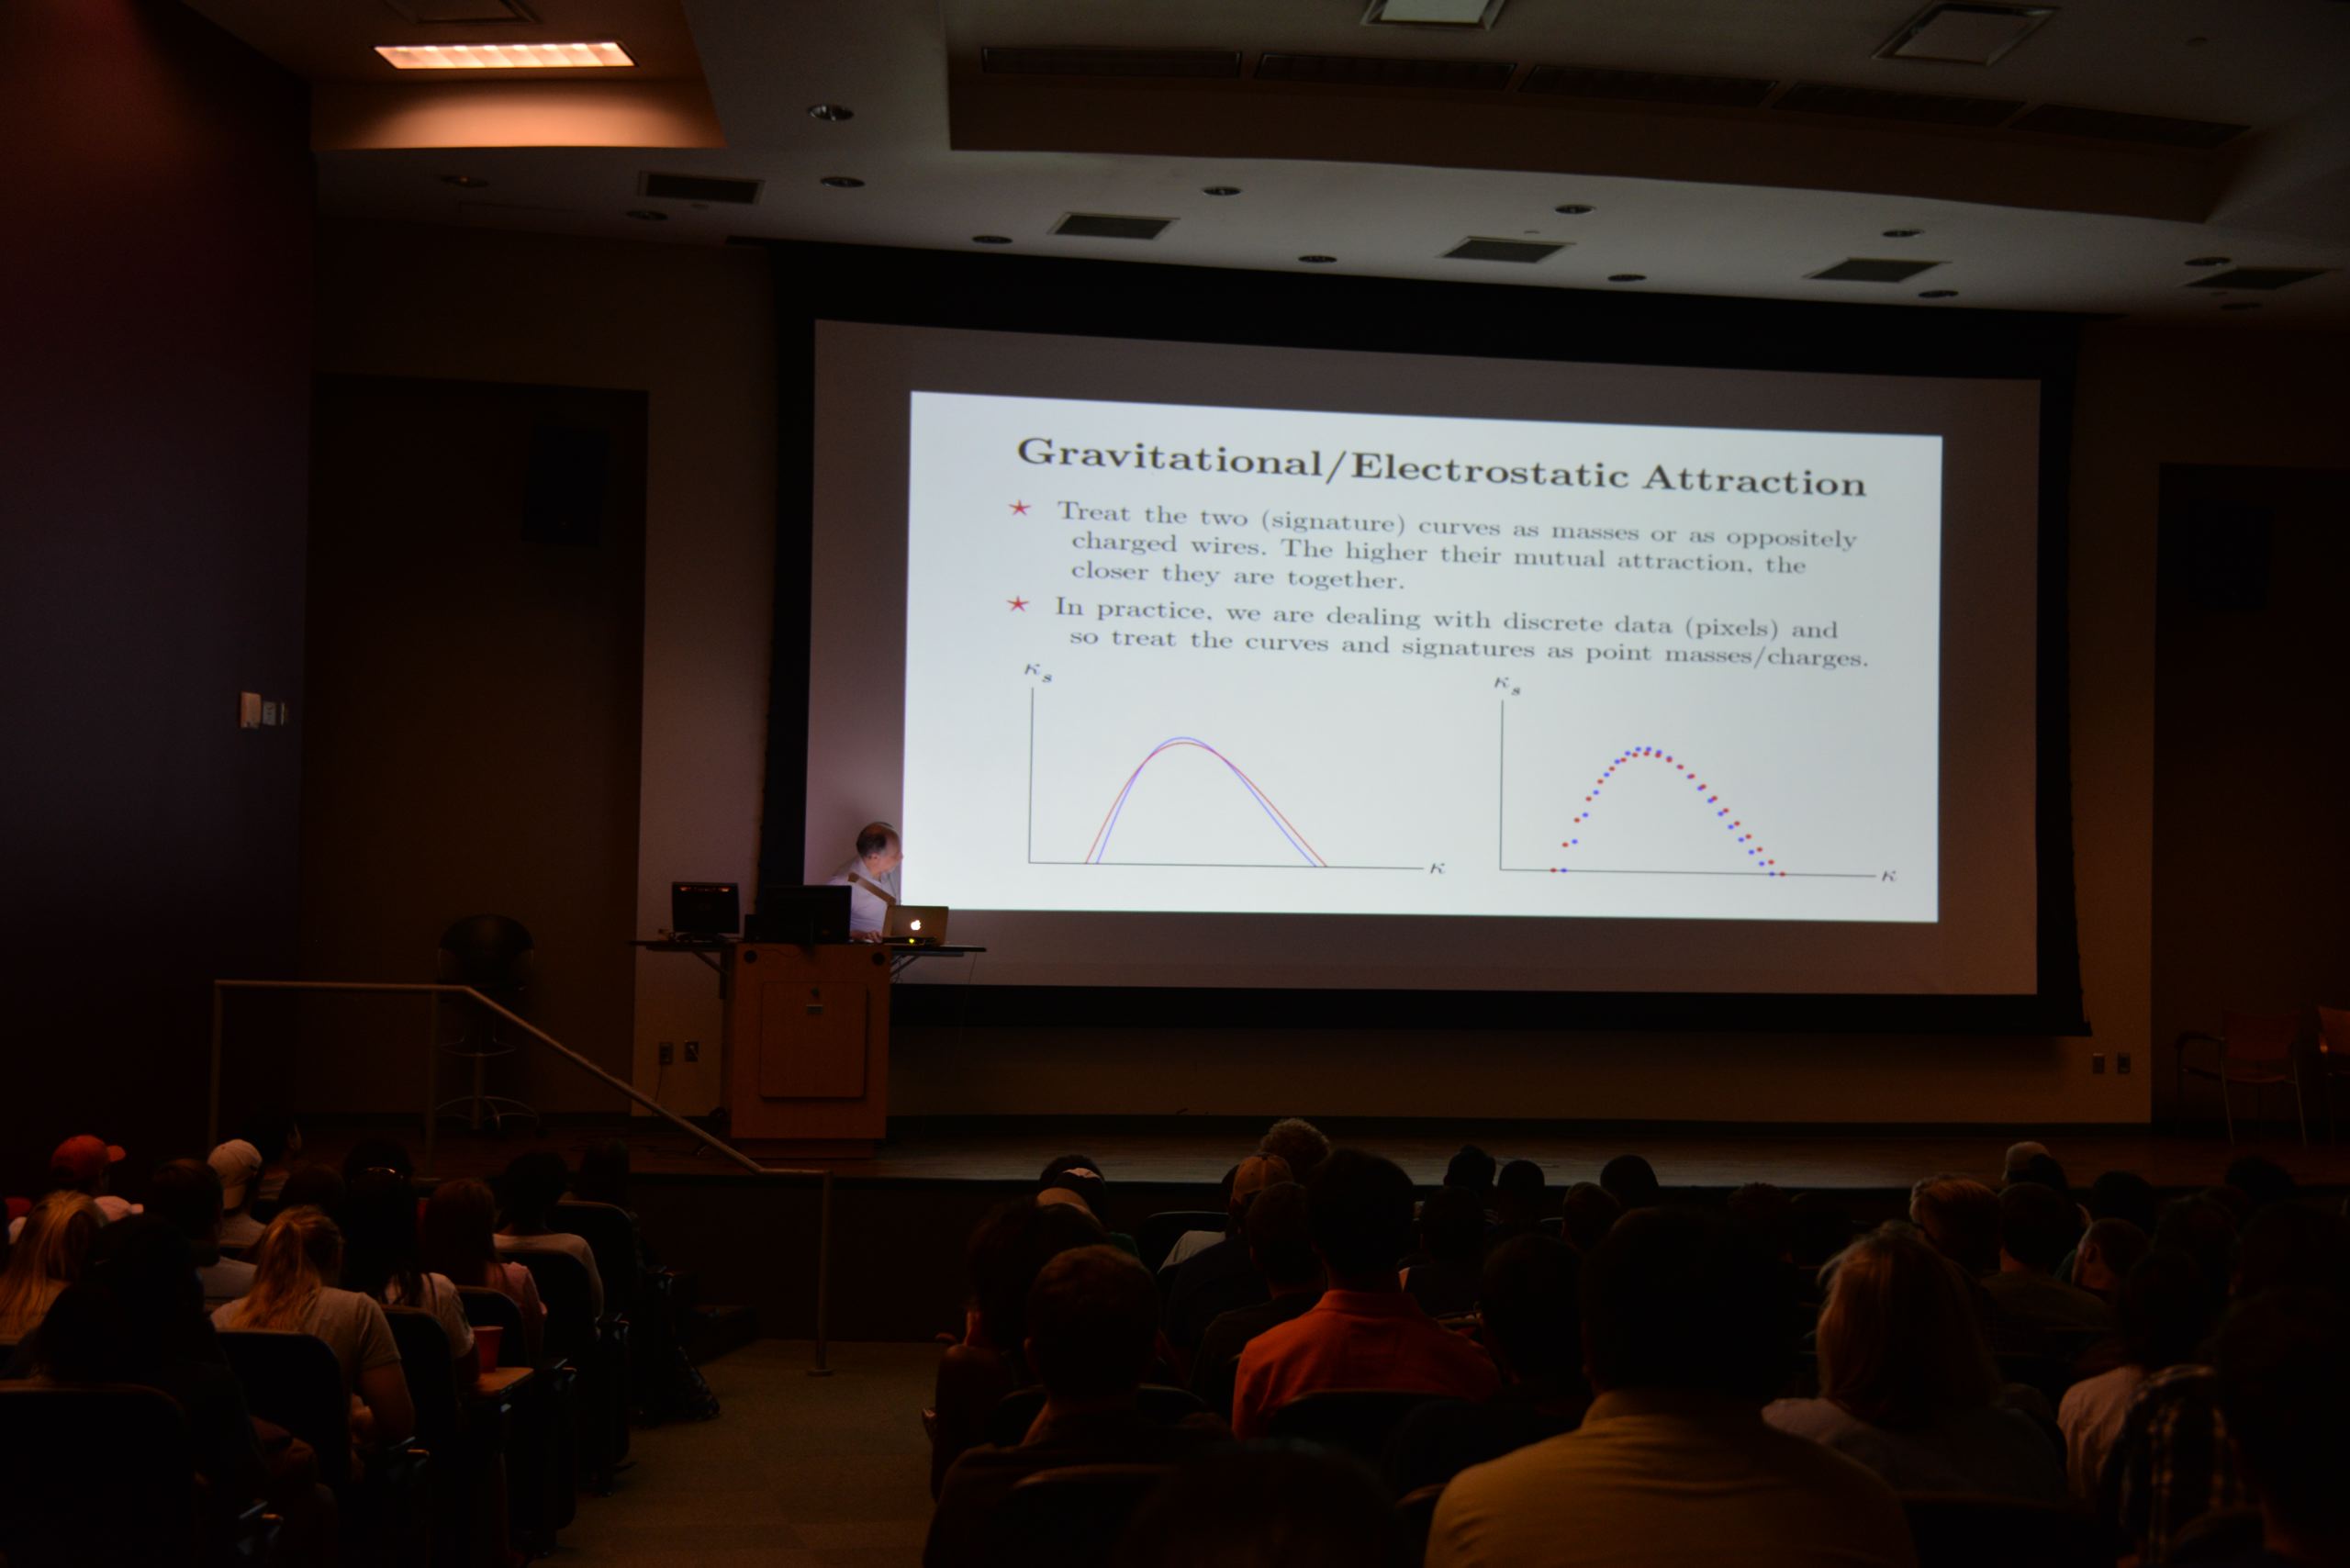 Gravitational/Electrostatic Attraction
★ Treat the two (signature) curves as masses or as oppositely
charged wires. The higher their mutual attraction, the
closer they are together.
★ In practice, we are dealing with discrete data (pixels) and
so treat the curves and signatures as point masses/charges.
κs
κ
κs
κ